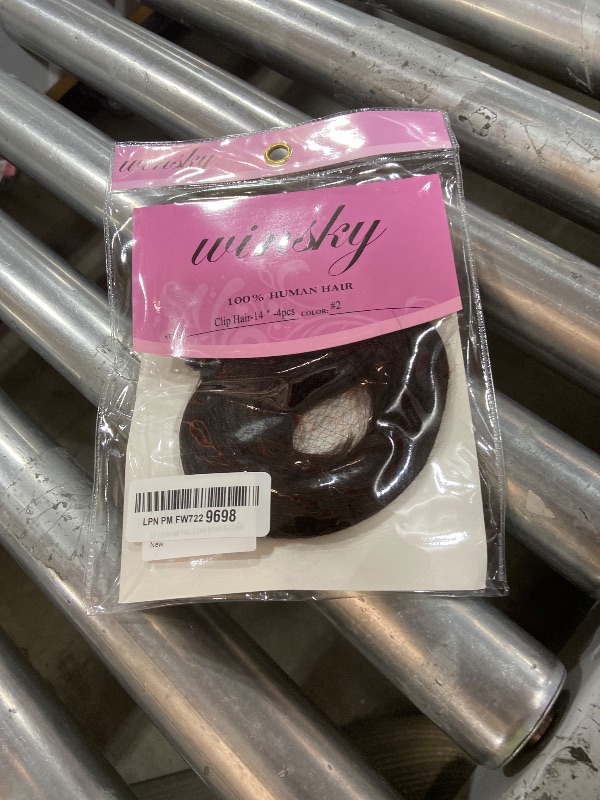 winsky
winsky
100% HUMAN HAIR
Clip Hair-14 " -4pcs COLOR: #2
LPN PM FW722 9698
New